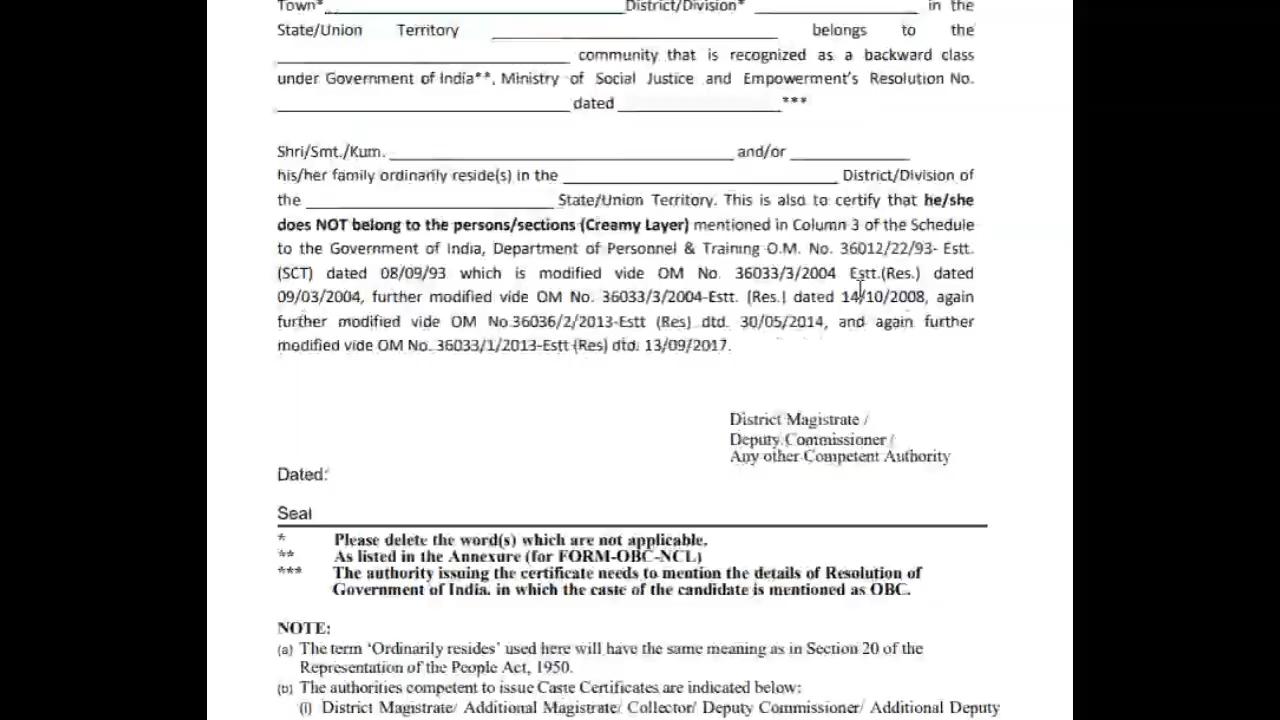 Town* ____________ District/Division* ____________ in the
State/Union Territory ____________ belongs to the
____________ community that is recognized as a backward class
under Government of India**, Ministry of Social Justice and Empowerment's Resolution No.
____________ dated ____________***
Shri/Smt./Kum. ____________ and/or ____________
his/her family ordinarily reside(s) in the ____________ District/Division of
the ____________ State/Union Territory. This is also to certify that he/she
does NOT belong to the persons/sections (Creamy Layer) mentioned in Column 3 of the Schedule
to the Government of India, Department of Personnel & Training O.M. No. 36012/22/93- Estt.
(SCT) dated 08/09/93 which is modified vide OM No. 36033/3/2004 Estt.(Res.) dated
09/03/2004, further modified vide OM No. 36033/3/2004-Estt. (Res.) dated 14/10/2008, again
further modified vide OM No.36036/2/2013-Estt (Res) dtd. 30/05/2014, and again further
modified vide OM No. 36033/1/2013-Estt (Res) dtd. 13/09/2017.
District Magistrate /
Deputy Commissioner /
Any other Competent Authority
Dated:
Seal
* Please delete the word(s) which are not applicable.
** As listed in the Annexure (for FORM-OBC-NCL)
*** The authority issuing the certificate needs to mention the details of Resolution of
Government of India, in which the caste of the candidate is mentioned as OBC.
NOTE:
(a) The term ‘Ordinarily resides’ used here will have the same meaning as in Section 20 of the
Representation of the People Act, 1950.
(b) The authorities competent to issue Caste Certificates are indicated below:
(i) District Magistrate/ Additional Magistrate/ Collector/ Deputy Commissioner/ Additional Deputy